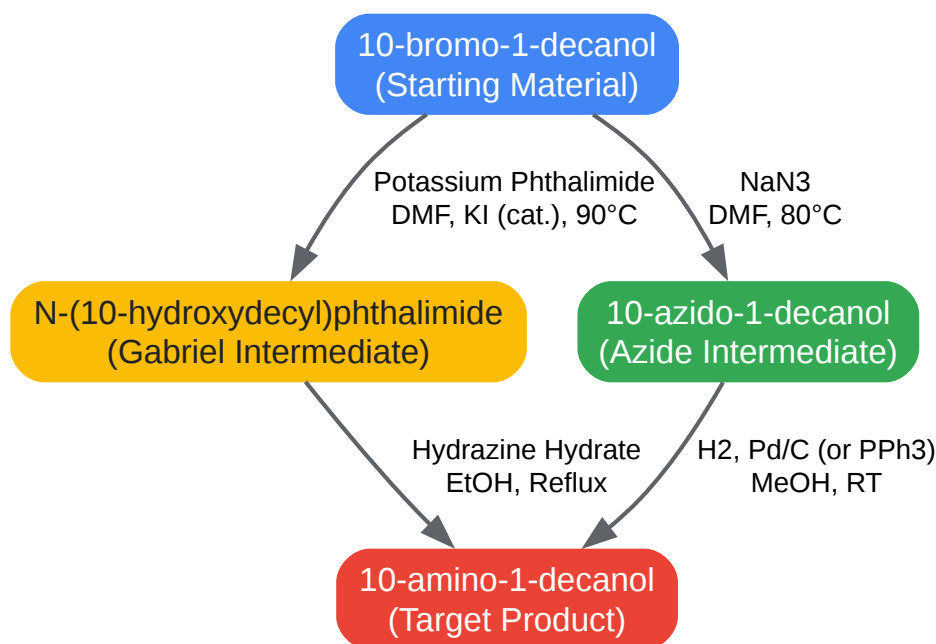 10-bromo-1-decanol
(Starting Material)
Potassium Phthalimide
DMF, KI (cat.), 90°C
NaN3
DMF, 80°C
N-(10-hydroxydecyl)phthalimide
(Gabriel Intermediate)
10-azido-1-decanol
(Azide Intermediate)
Hydrazine Hydrate
EtOH, Reflux
H2, Pd/C (or PPh3)
MeOH, RT
10-amino-1-decanol
(Target Product)